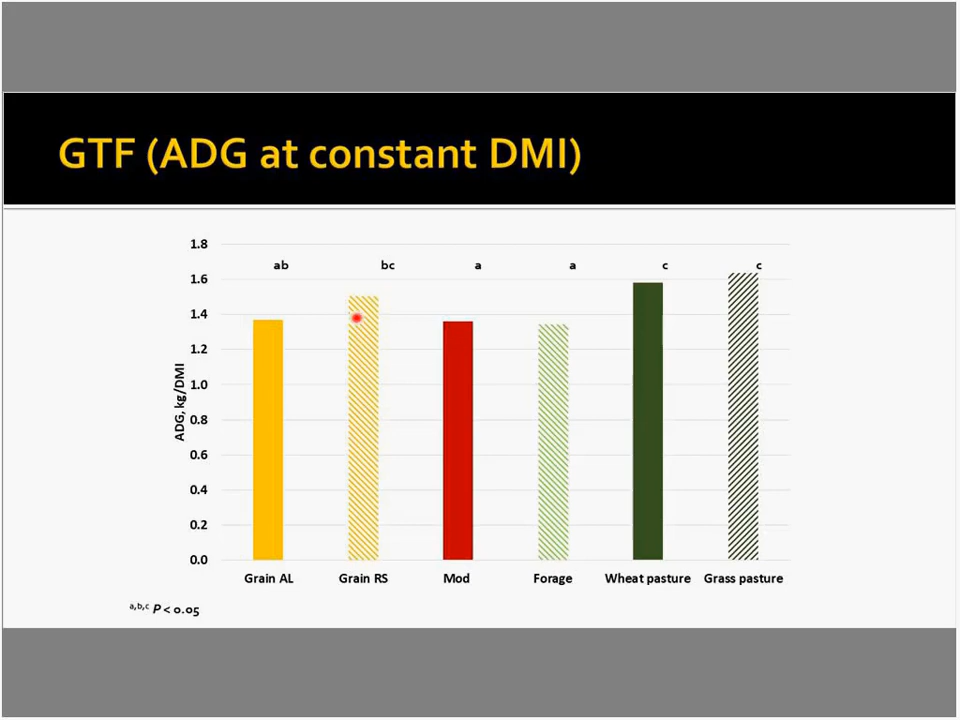 GTF (ADG at constant DMI)
1.8
ab bc a a c c
1.6
1.4
1.2
1.0
0.8
0.6
0.4
0.2
0.0
ADG, kg/DMI
Grain AL Grain RS Mod Forage Wheat pasture Grass pasture
a,b,c P < 0.05